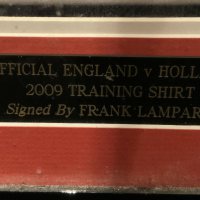 FFICIAL ENGLAND v HOLL
2009 TRAINING SHIRT
Signed By FRANK LAMPAR